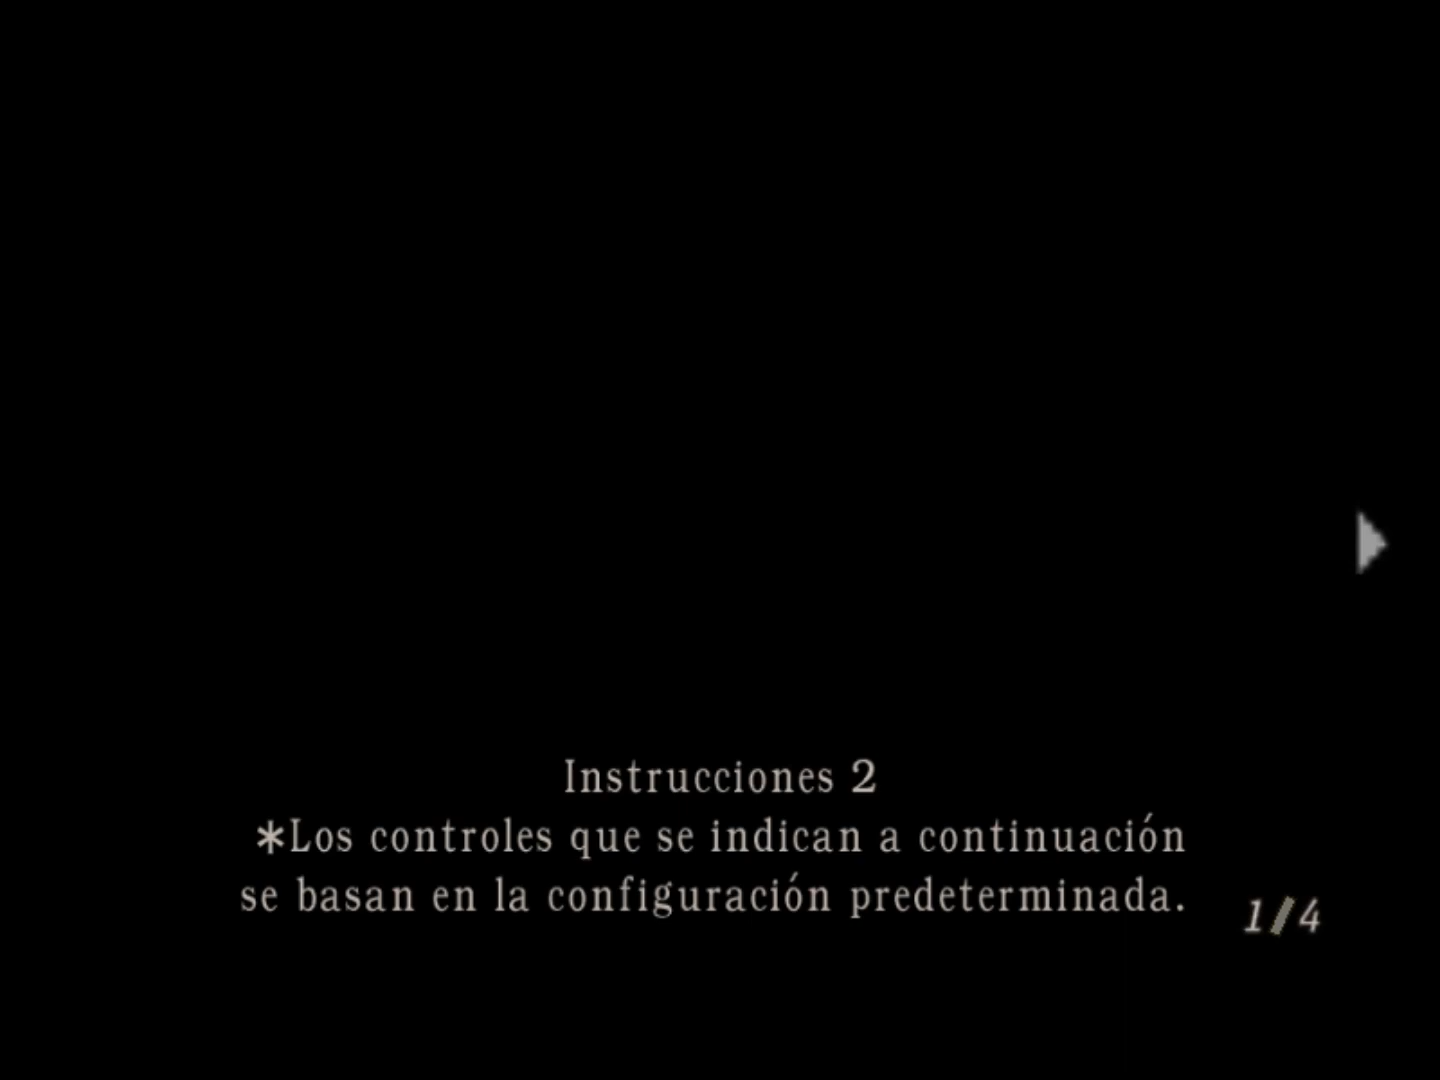 Instrucciones 2
*Los controles que se indican a continuación
se basan en la configuración predeterminada.
1/4